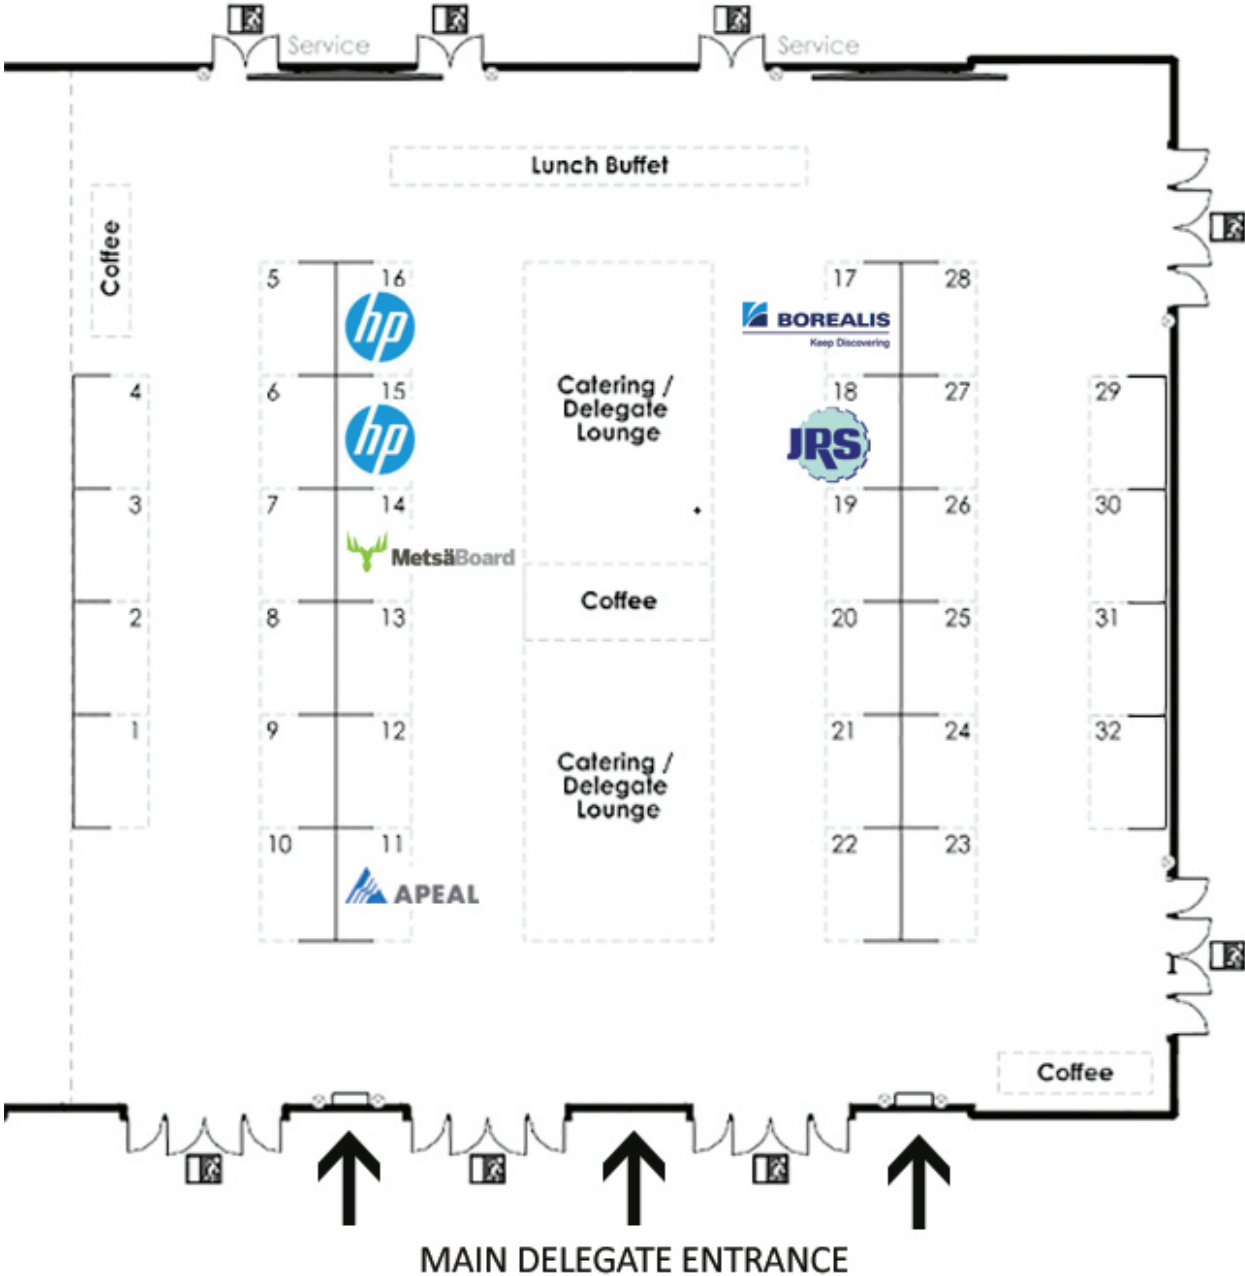 Service
Service
Lunch Buffet
Coffee
5
16
17
28
hp
BOREALIS
Keep Discovering
4
6
15
Catering /
Delegate
Lounge
18
27
29
hp
JRS
3
7
14
19
26
30
MetsäBoard
Coffee
2
8
13
20
25
31
1
9
12
21
24
32
Catering /
Delegate
Lounge
10
11
22
23
APEAL
Coffee
MAIN DELEGATE ENTRANCE